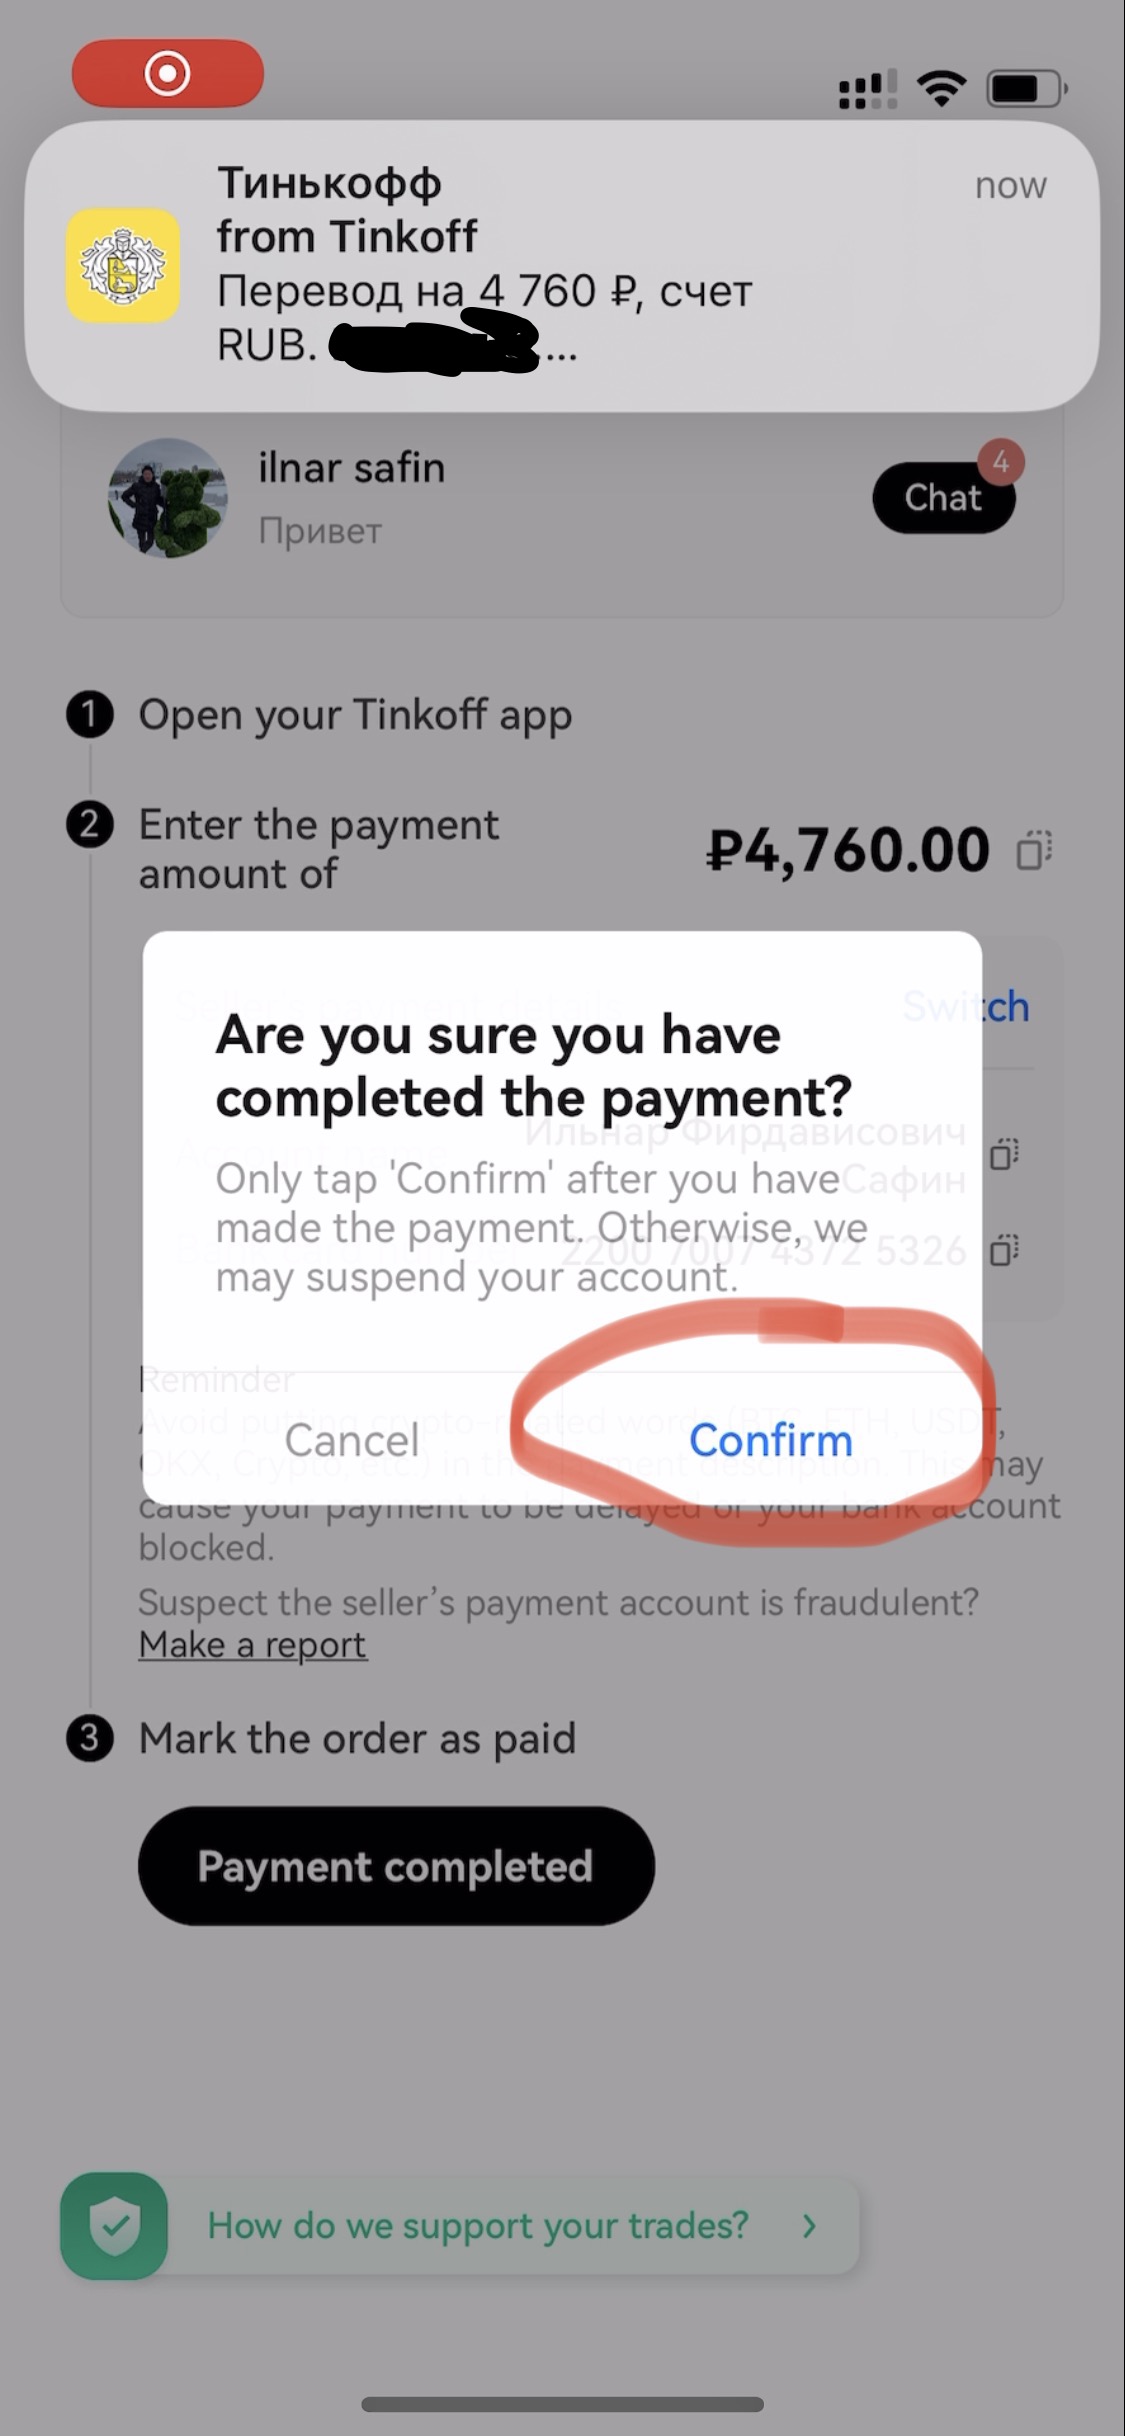 Тинькофф
now
from Tinkoff
Перевод на 4 760 ₽, счет
RUB. ...
ilnar safin
4
Chat
Привет
1 Open your Tinkoff app
2 Enter the payment
amount of
₽4,760.00
Seller's payment details
Switch
Are you sure you have
completed the payment?
Ильнар Фирдависович
Account name
Сафин
Only tap 'Confirm' after you have
made the payment. Otherwise, we
Bank card number 2200 7007 4372 5326
may suspend your account.
Reminder
Avoid putting crypto-related words (BTC, ETH, USDT,
Cancel
Confirm
OKX, Crypto, etc.) in the payment description. This may
cause your payment to be delayed or your bank account
blocked.
Suspect the seller’s payment account is fraudulent?
Make a report
3 Mark the order as paid
Payment completed
How do we support your trades?